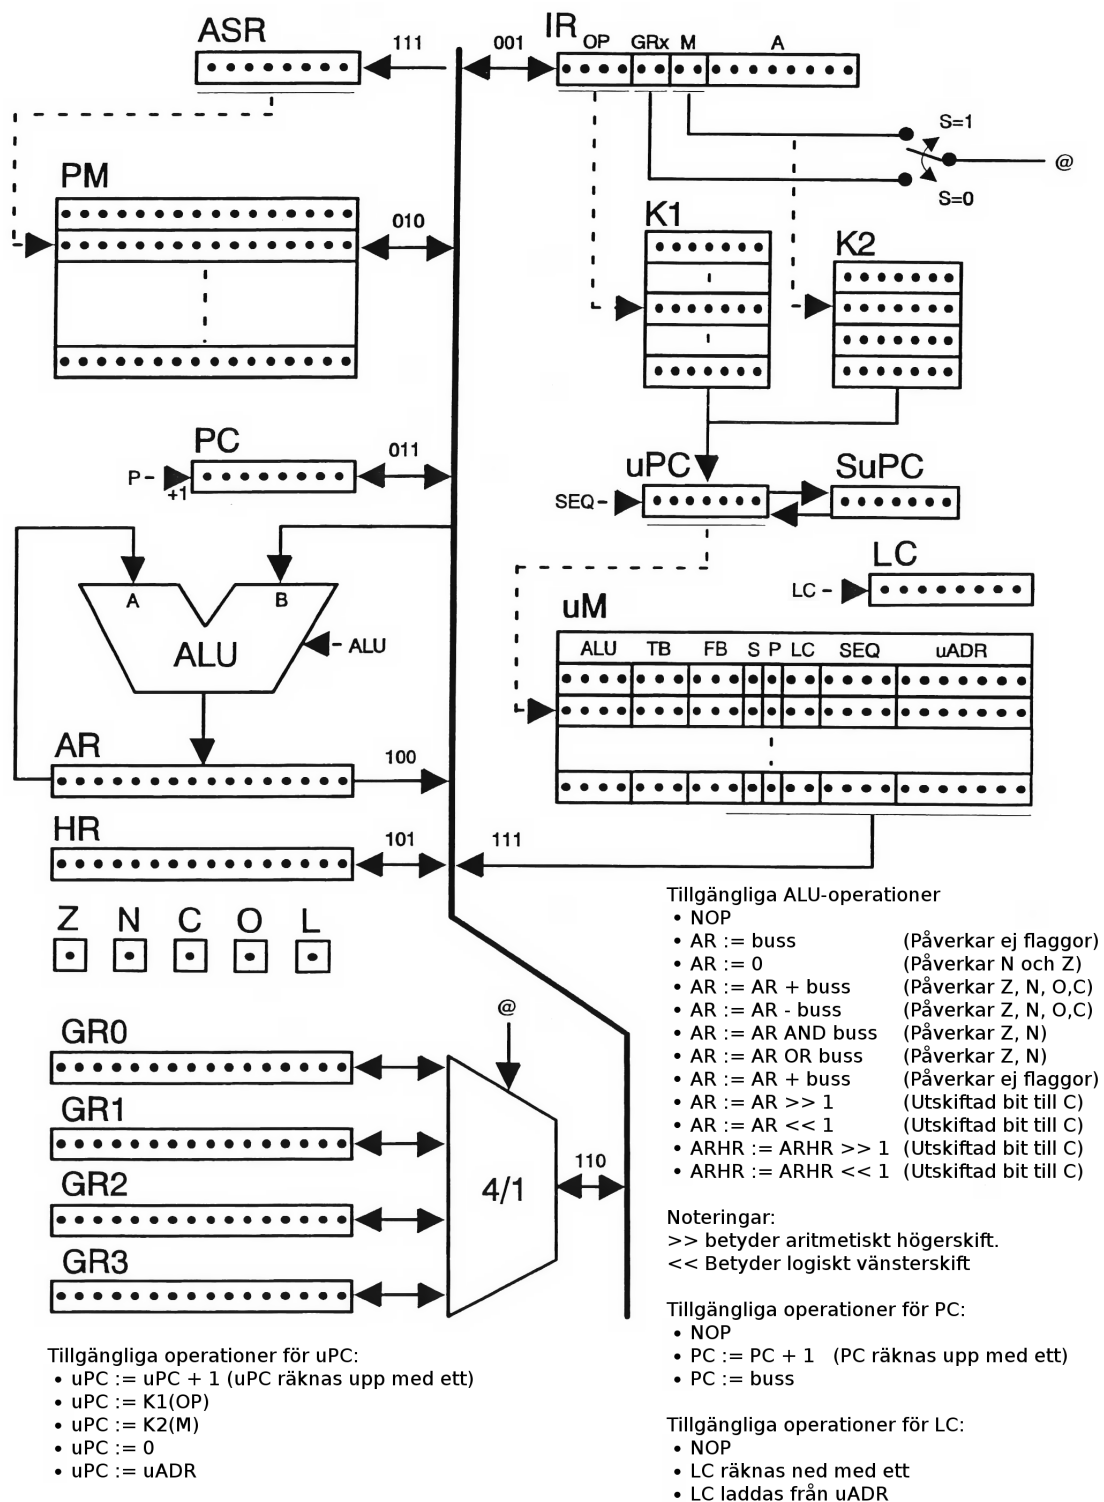 ASR
111
001
IR
OP GRx M A
S=1
@
S=0
PM
010
K1
K2
PC
011
P
+1
uPC
SuPC
SEQ
LC
LC
A
B
ALU
ALU
uM
ALU TB FB S P LC SEQ uADR
AR
100
HR
101
111
Z N C O L
@
GR0
GR1
GR2
GR3
4/1
110
Tillgängliga ALU-operationer
• NOP
• AR := buss (Påverkar ej flaggor)
• AR := 0 (Påverkar N och Z)
• AR := AR + buss (Påverkar Z, N, O,C)
• AR := AR - buss (Påverkar Z, N, O,C)
• AR := AR AND buss (Påverkar Z, N)
• AR := AR OR buss (Påverkar Z, N)
• AR := AR + buss (Påverkar ej flaggor)
• AR := AR >> 1 (Utskiftad bit till C)
• AR := AR << 1 (Utskiftad bit till C)
• ARHR := ARHR >> 1 (Utskiftad bit till C)
• ARHR := ARHR << 1 (Utskiftad bit till C)
Noteringar:
>> betyder aritmetiskt högerskift.
<< Betyder logiskt vänsterskift
Tillgängliga operationer för PC:
• NOP
• PC := PC + 1 (PC räknas upp med ett)
• PC := buss
Tillgängliga operationer för LC:
• NOP
• LC räknas ned med ett
• LC laddas från uADR
Tillgängliga operationer för uPC:
• uPC := uPC + 1 (uPC räknas upp med ett)
• uPC := K1(OP)
• uPC := K2(M)
• uPC := 0
• uPC := uADR